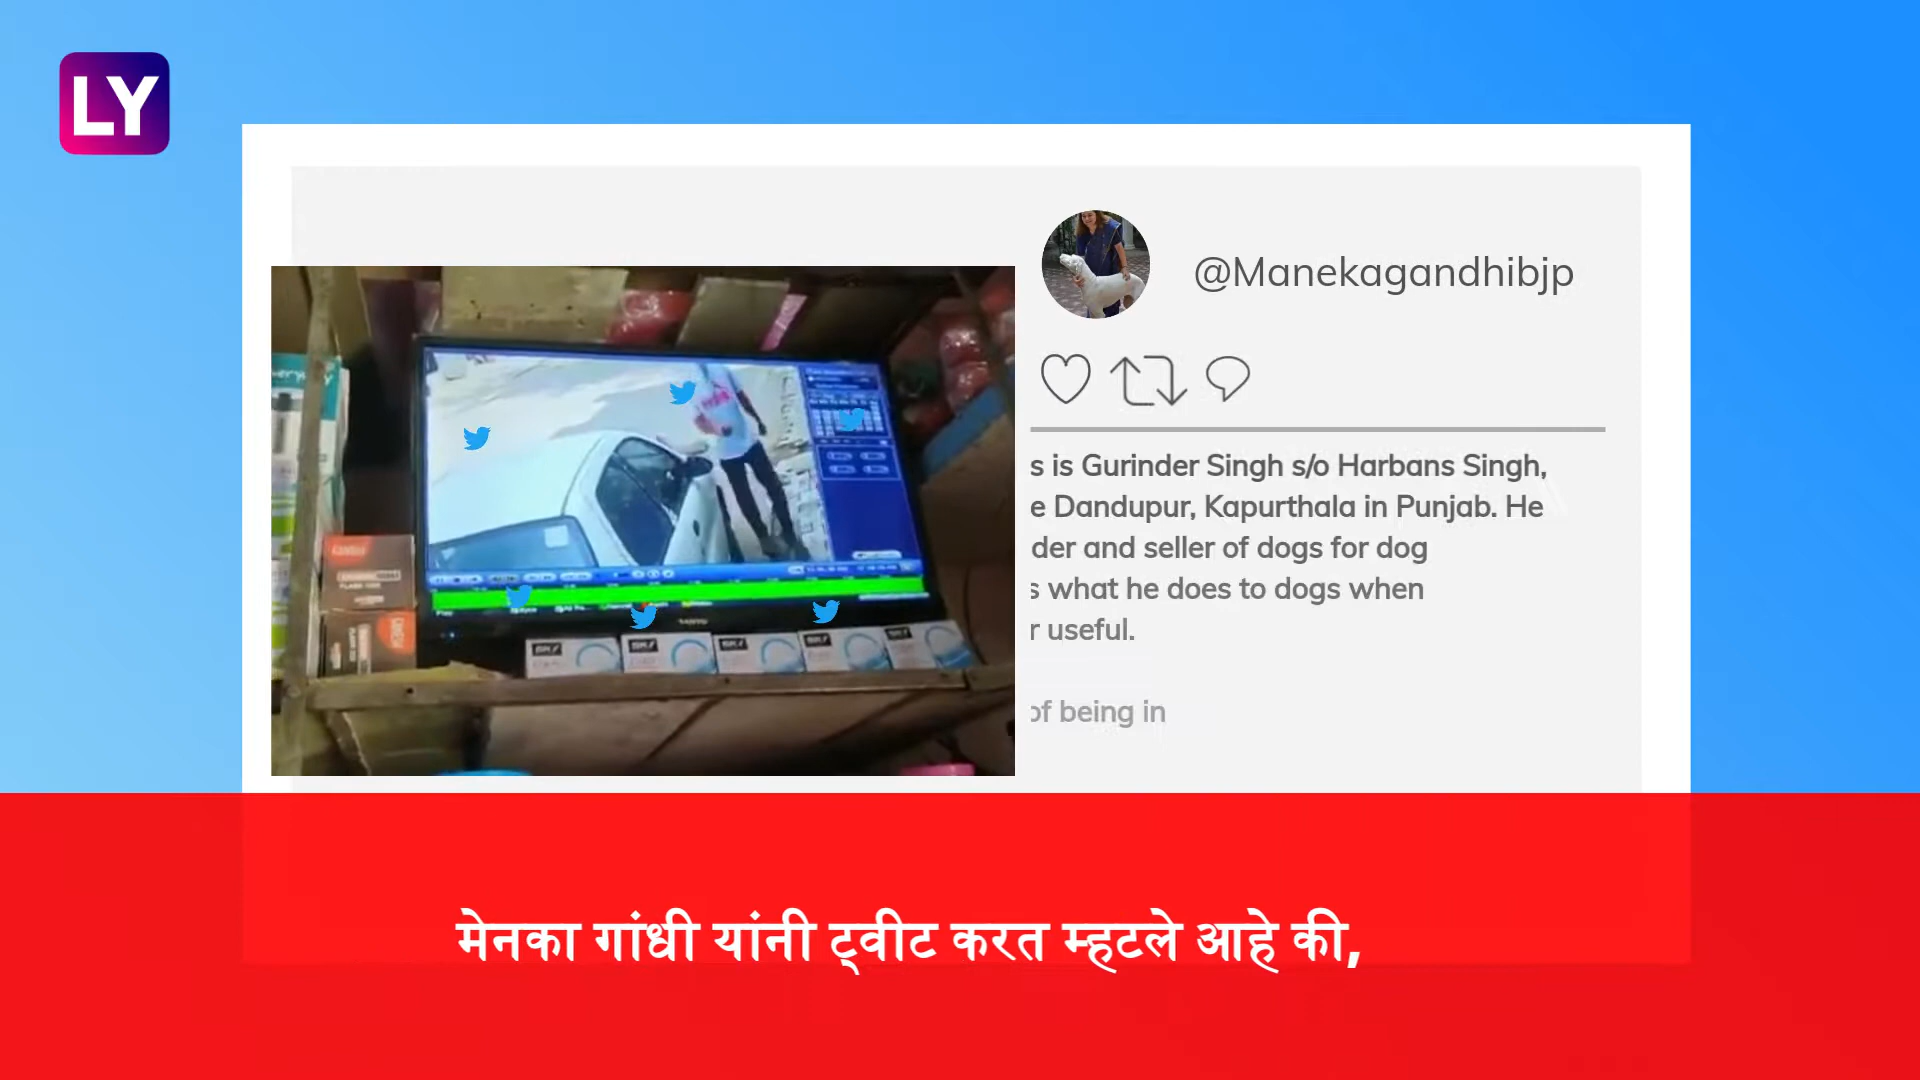 LY
@Manekagandhibjp
s is Gurinder Singh s/o Harbans Singh,
e Dandupur, Kapurthala in Punjab. He
der and seller of dogs for dog
s what he does to dogs when
r useful.
of being in
SANYO
मेनका गांधी यांनी ट्वीट करत म्हटले आहे की,